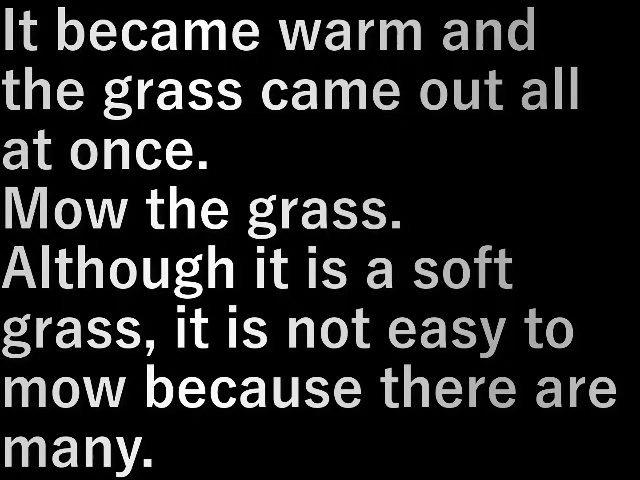 It became warm and
the grass came out all
at once.
Mow the grass.
Although it is a soft
grass, it is not easy to
mow because there are
many.